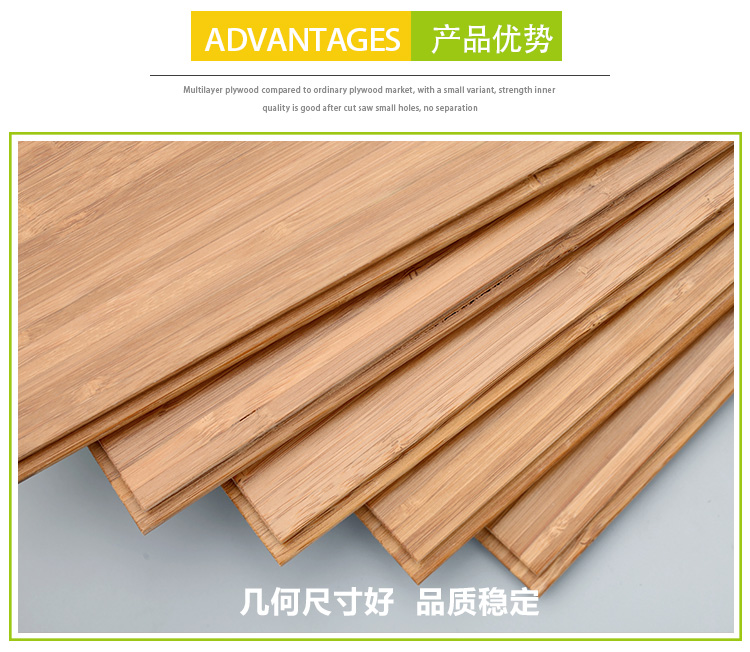 ADVANTAGES 产品优势
Multilayer plywood compared to ordinary plywood market, with a small variant, strength inner
quality is good after cut saw small holes, no separation
几何尺寸好 品质稳定